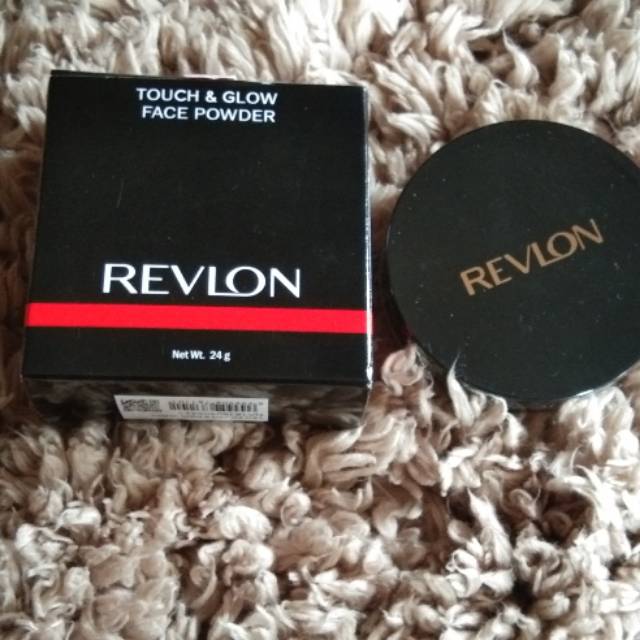 TOUCH & GLOW
FACE POWDER
REVLON
Net Wt. 24 g
REVLON